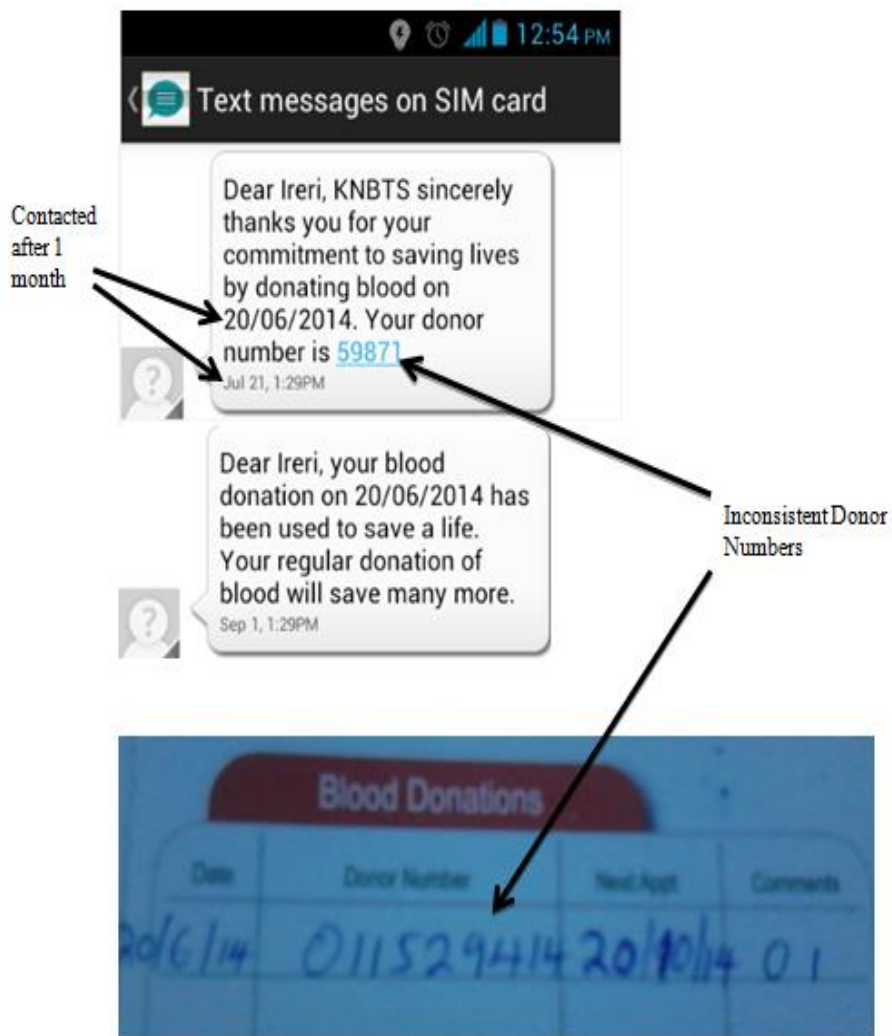 12:54 PM
Text messages on SIM card
Dear Ireri, KNBTS sincerely
thanks you for your
commitment to saving lives
by donating blood on
20/06/2014. Your donor
number is 59871
Jul 21, 1:29PM
Contacted
after 1
month
Dear Ireri, your blood
donation on 20/06/2014 has
been used to save a life.
Your regular donation of
blood will save many more.
Sep 1, 1:29PM
Inconsistent Donor
Numbers
Blood Donations
Date Donor Number Next Appt Comments
20/6/14 011529414 20/10/14 01